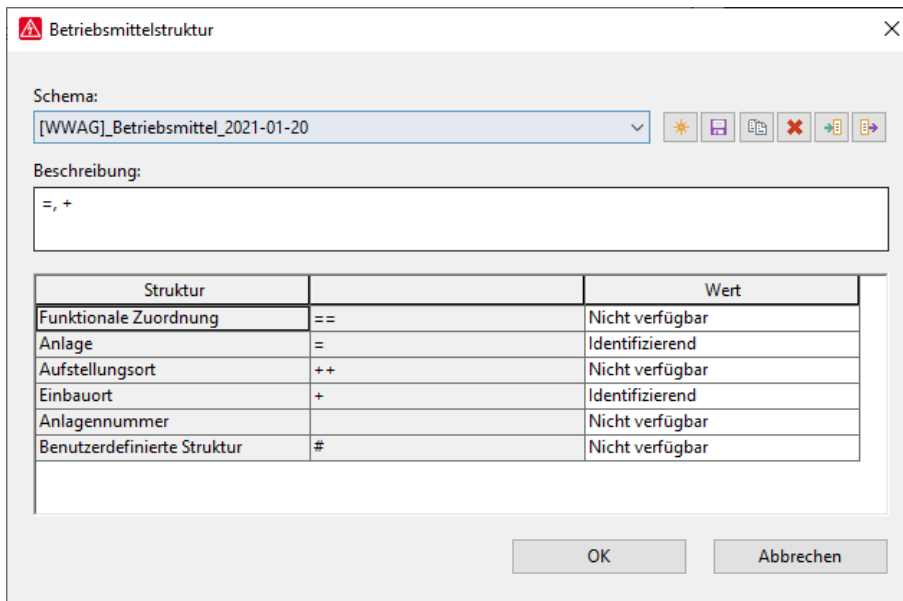 Betriebsmittelstruktur
Schema:
[WWAG]_Betriebsmittel_2021-01-20
Beschreibung:
=, +
Struktur Wert
Funktionale Zuordnung == Nicht verfügbar
Anlage = Identifizierend
Aufstellungsort ++ Nicht verfügbar
Einbauort + Identifizierend
Anlagennummer Nicht verfügbar
Benutzerdefinierte Struktur # Nicht verfügbar
OK Abbrechen